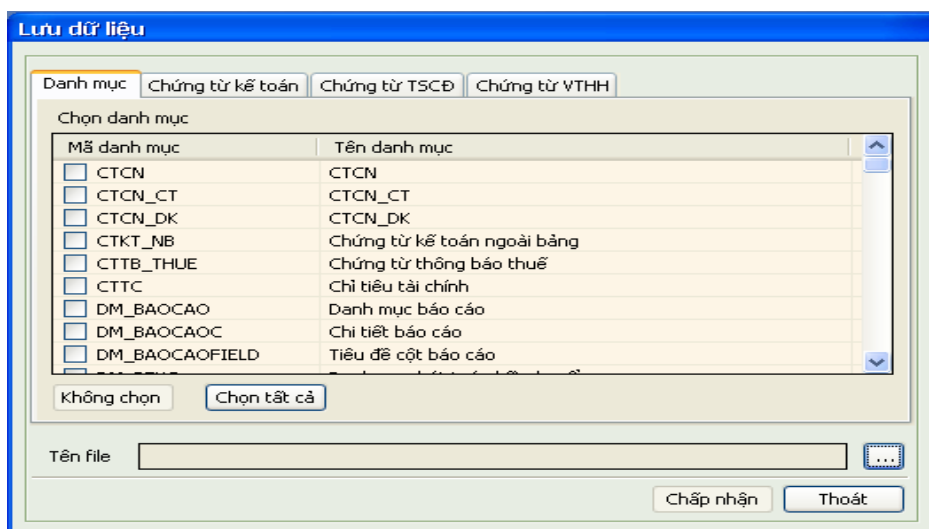 Lưu dữ liệu
Danh mục Chứng từ kế toán Chứng từ TSCĐ Chứng từ VTHH
Chọn danh mục
Mã danh mục Tên danh mục
CTCN CTCN
CTCN_CT CTCN_CT
CTCN_DK CTCN_DK
CTKT_NB Chứng từ kế toán ngoài bảng
CTTB_THUE Chứng từ thông báo thuế
CTTC Chỉ tiêu tài chính
DM_BAOCAO Danh mục báo cáo
DM_BAOCAOC Chi tiết báo cáo
DM_BAOCAOFIELD Tiêu đề cột báo cáo
Không chọn Chọn tất cả
Tên file ...
Chấp nhận Thoát